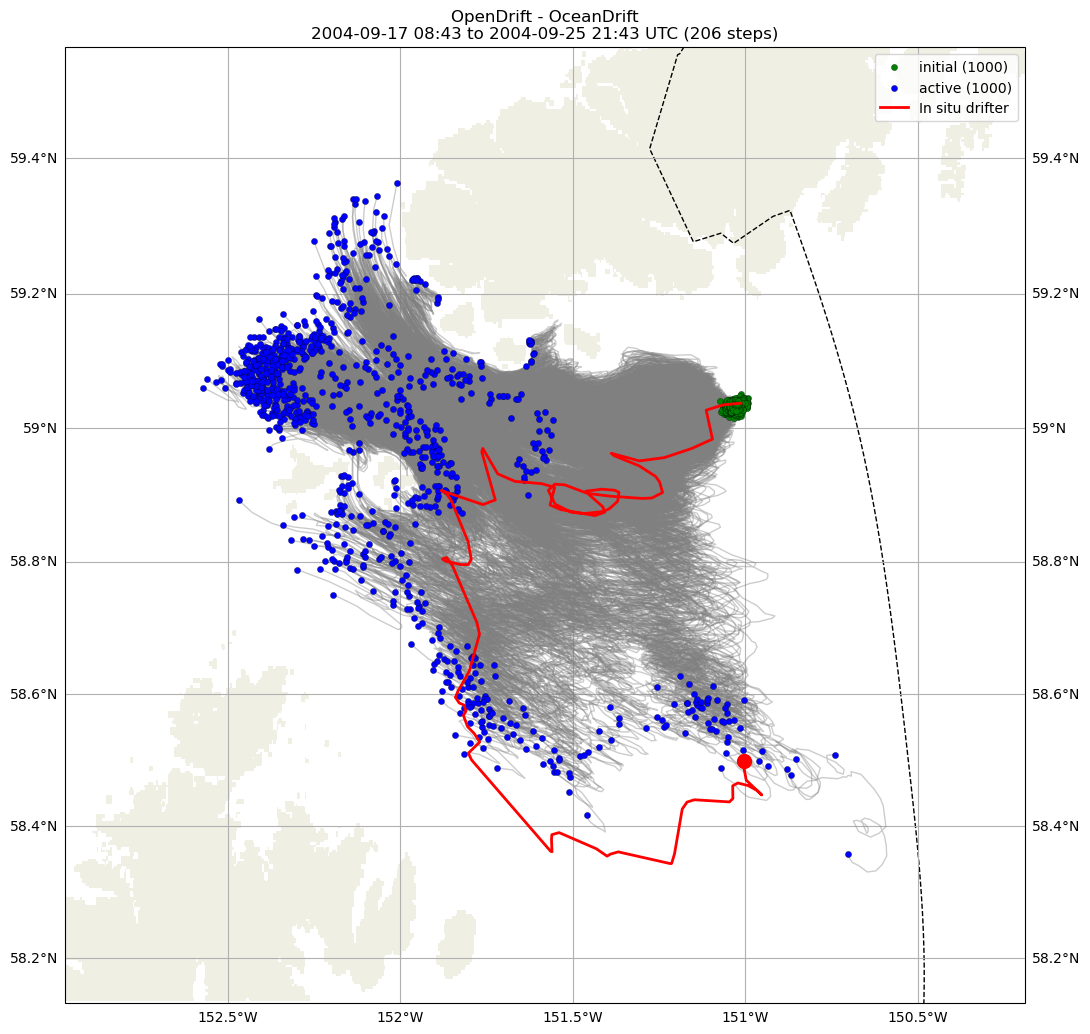 OpenDrift - OceanDrift
2004-09-17 08:43 to 2004-09-25 21:43 UTC (206 steps)
initial (1000)
active (1000)
In situ drifter
59.4°N
59.4°N
59.2°N
59.2°N
59°N
59°N
58.8°N
58.8°N
58.6°N
58.6°N
58.4°N
58.4°N
58.2°N
58.2°N
152.5°W
152°W
151.5°W
151°W
150.5°W